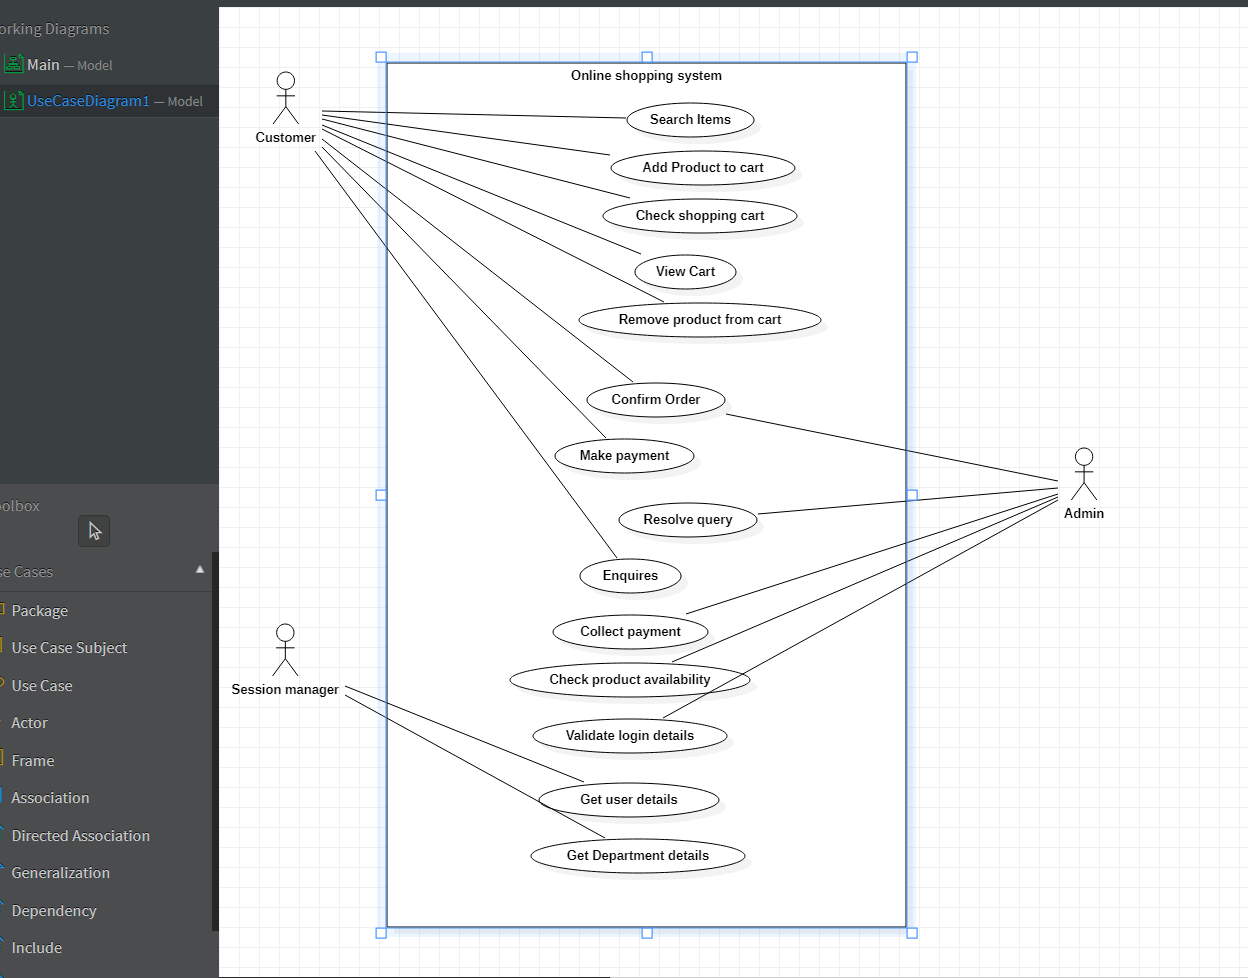 orking Diagrams
Main — Model
UseCaseDiagram1 — Model
oolbox
se Cases
Package
Use Case Subject
Use Case
Actor
Frame
Association
Directed Association
Generalization
Dependency
Include
Online shopping system
Customer
Search Items
Add Product to cart
Check shopping cart
View Cart
Remove product from cart
Confirm Order
Make payment
Resolve query
Admin
Enquires
Collect payment
Session manager
Check product availability
Validate login details
Get user details
Get Department details